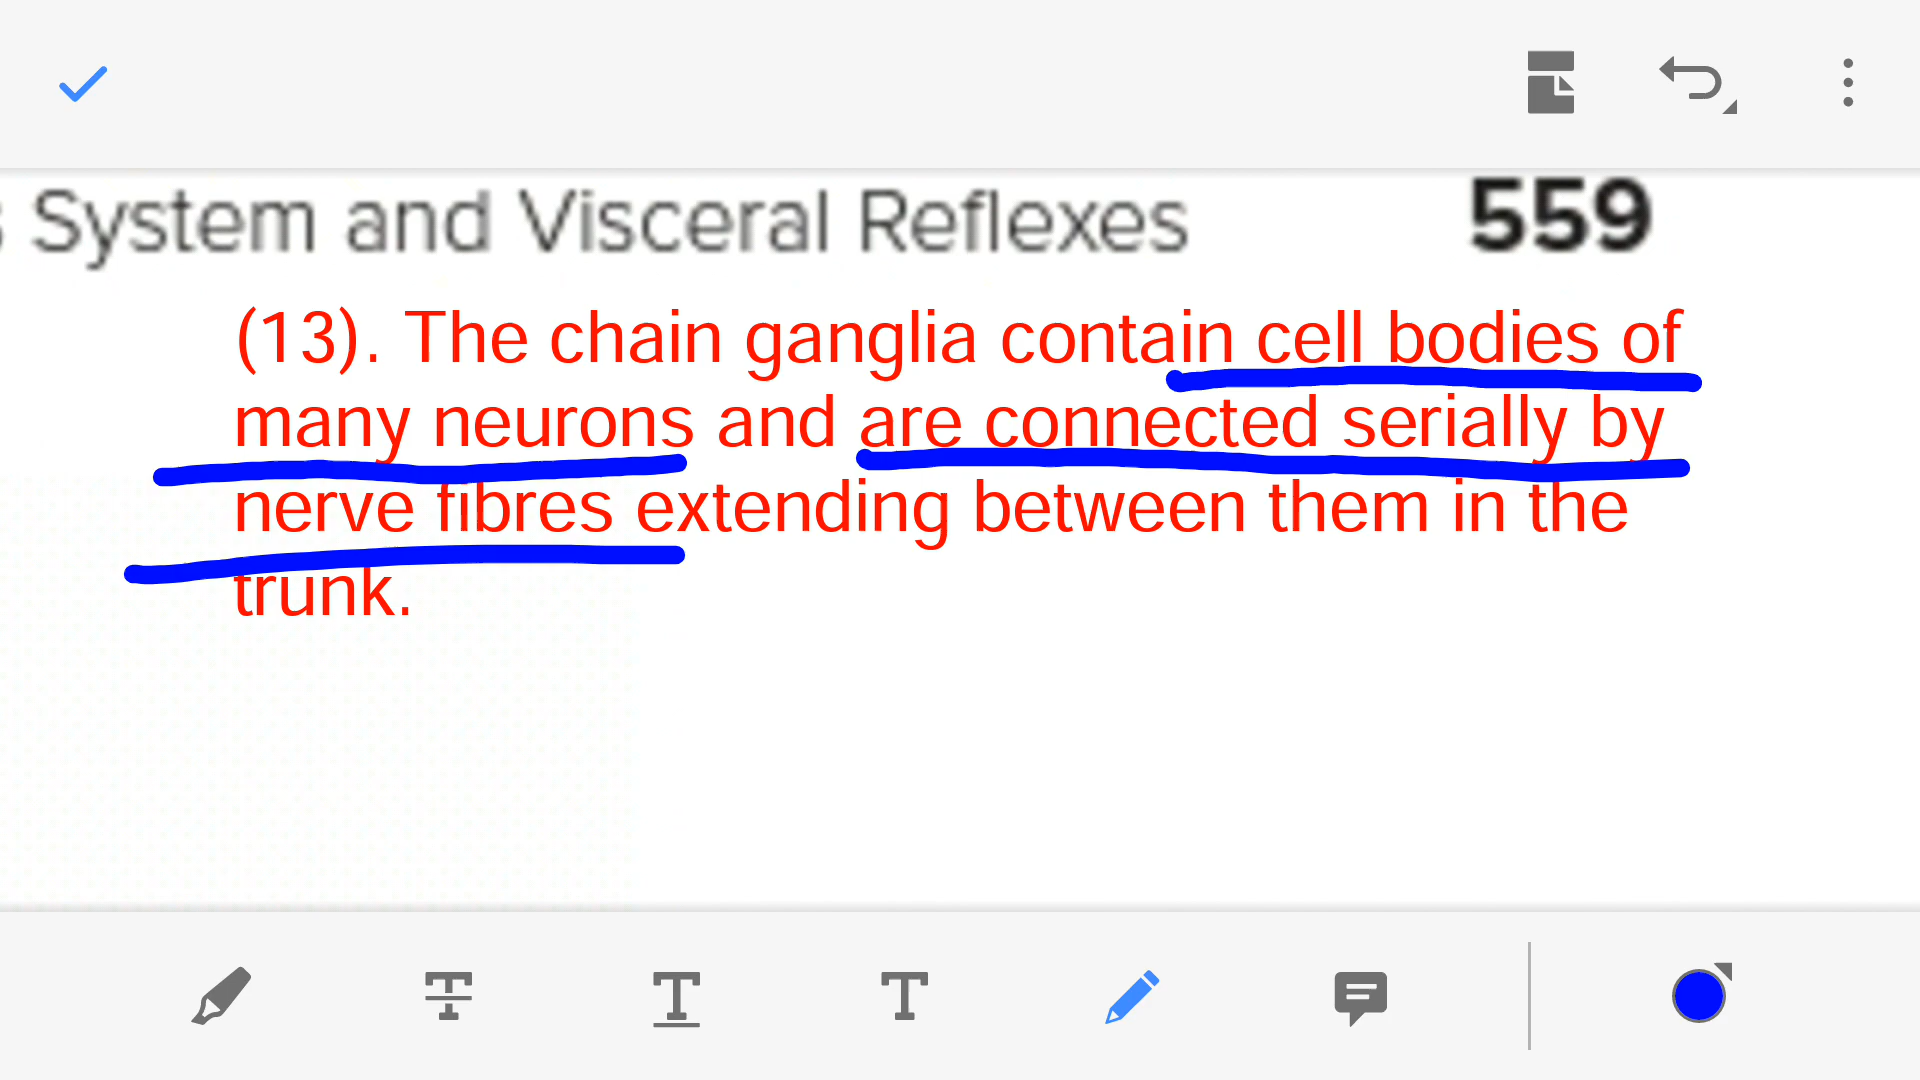 System and Visceral Reflexes 559
(13). The chain ganglia contain cell bodies of
many neurons and are connected serially by
nerve fibres extending between them in the
trunk.